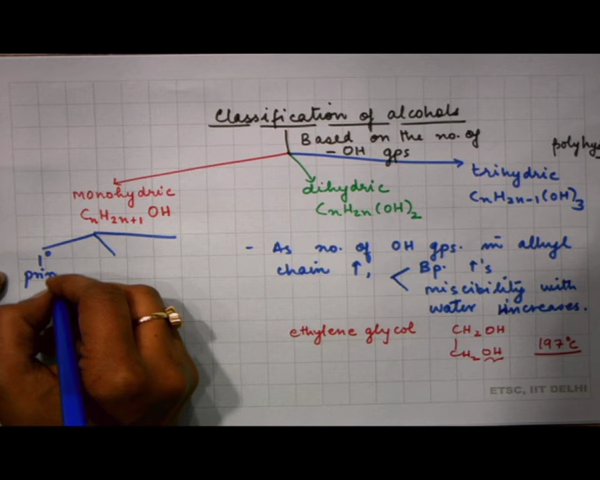 Classification of alcohols
Based on the no. of
- OH gps
polyhy
monohydric
CnH2n+1 OH
dihydric
CnH2n(OH)2
trihydric
CnH2n-1(OH)3
1°
prim
- As no. of OH gps. in alkyl
chain ↑,
Bp. ↑'s
miscibility with
water increases.
ethylene glycol
CH2OH
CH2OH
197°C
ETSC, IIT DELHI